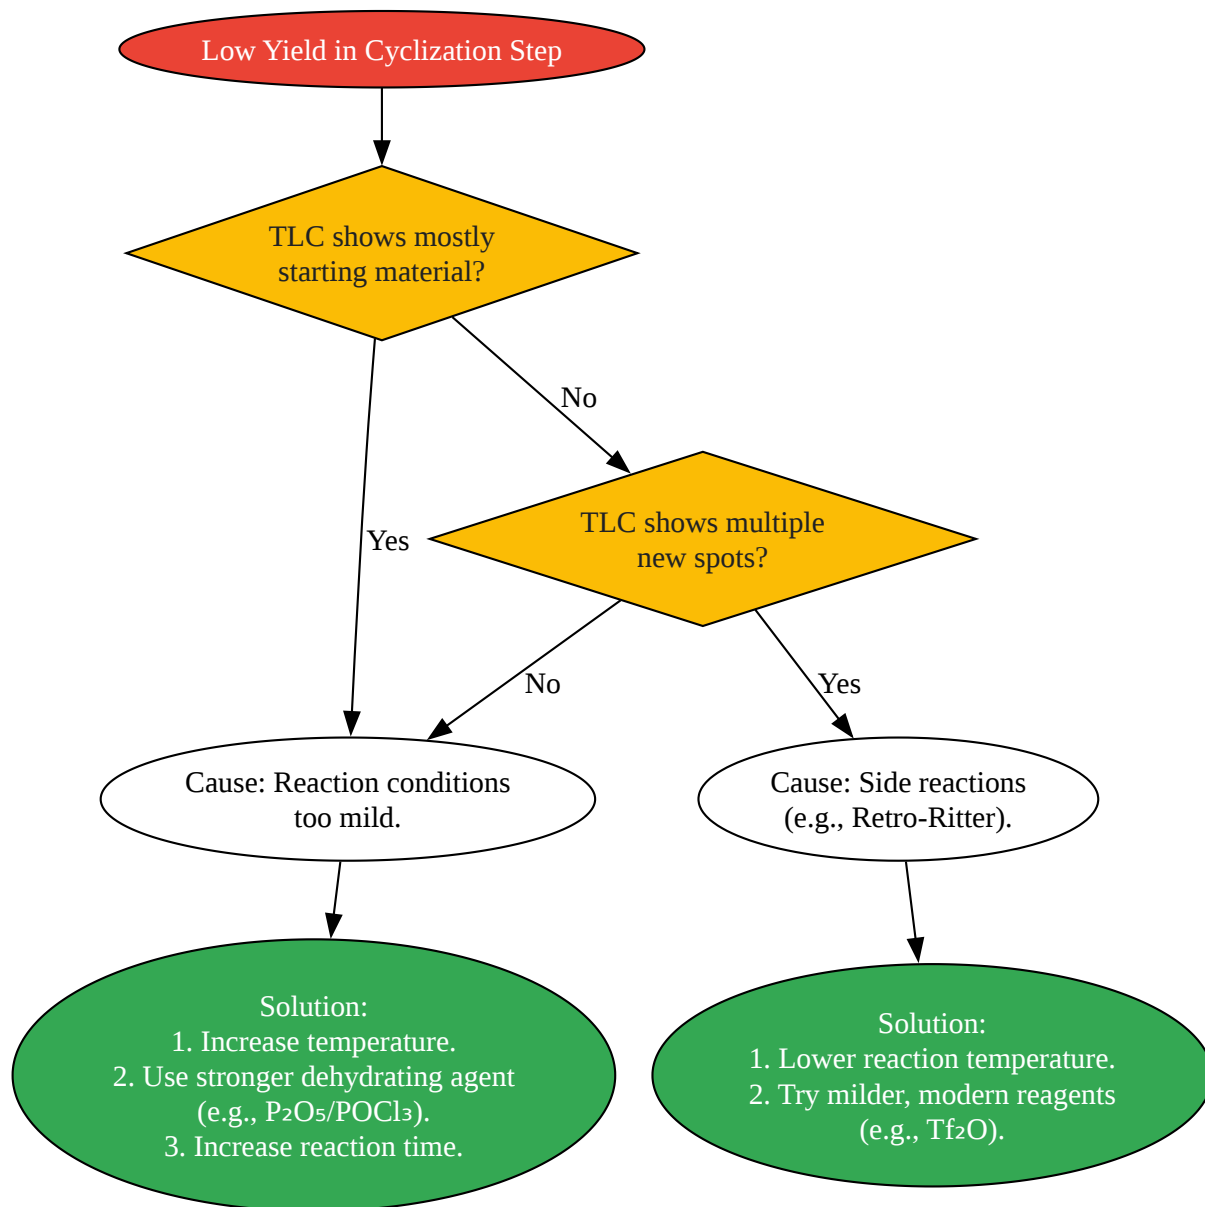 Low Yield in Cyclization Step
TLC shows mostly
starting material?
No
Yes
TLC shows multiple
new spots?
No
Yes
Cause: Reaction conditions
too mild.
Cause: Side reactions
(e.g., Retro-Ritter).
Solution:
1. Increase temperature.
2. Use stronger dehydrating agent
(e.g., P₂O₅/POCl₃).
3. Increase reaction time.
Solution:
1. Lower reaction temperature.
2. Try milder, modern reagents
(e.g., Tf₂O).